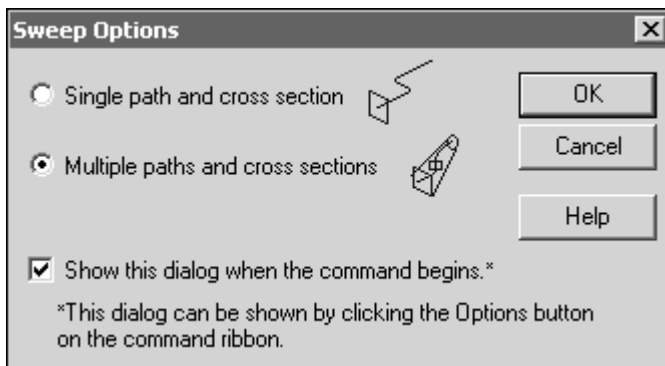 Sweep Options
Single path and cross section
OK
Multiple paths and cross sections
Cancel
Help
Show this dialog when the command begins.*
*This dialog can be shown by clicking the Options button
on the command ribbon.